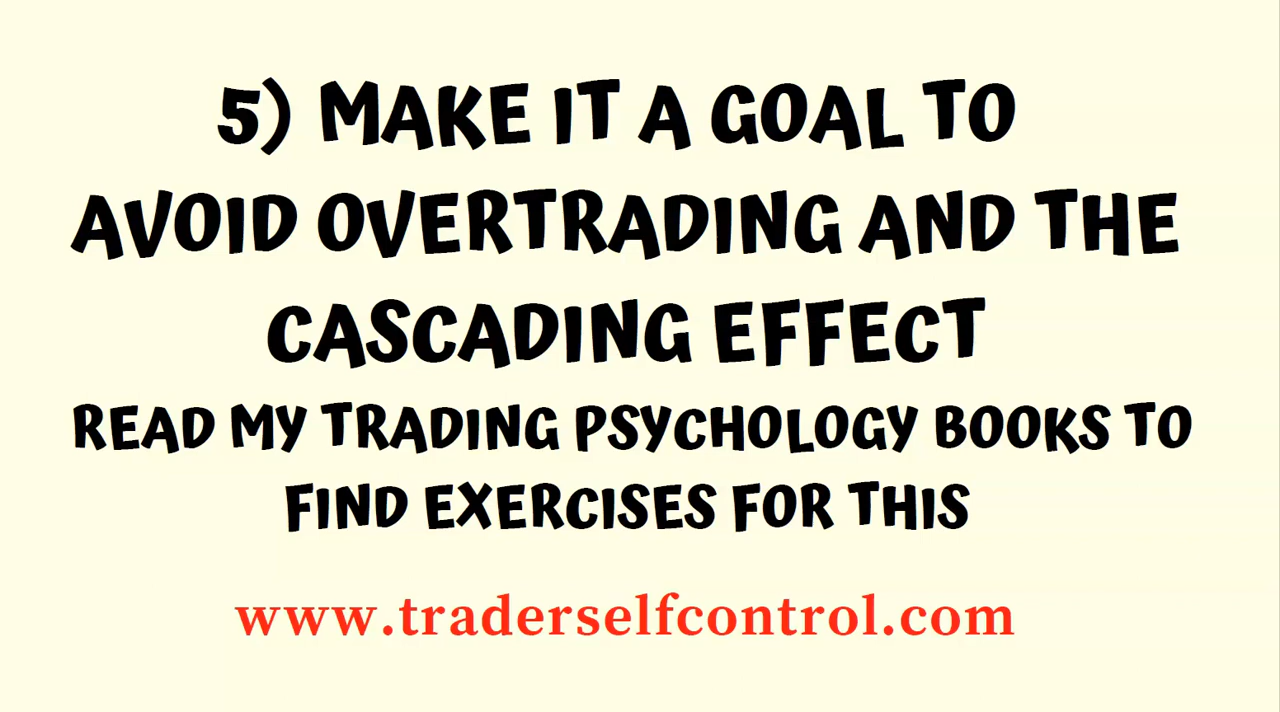 5) MAKE IT A GOAL TO
AVOID OVERTRADING AND THE
CASCADING EFFECT
READ MY TRADING PSYCHOLOGY BOOKS TO
FIND EXERCISES FOR THIS
www.traderselfcontrol.com